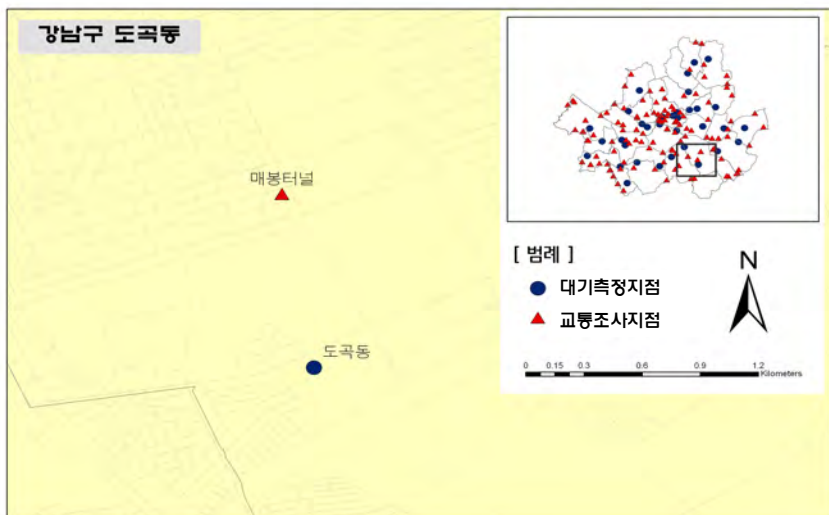 강남구 도곡동
매봉터널
도곡동
[ 범례 ]
대기측정지점
교통조사지점
N
0 0.15 0.3 0.6 0.9 1.2
Kilometers